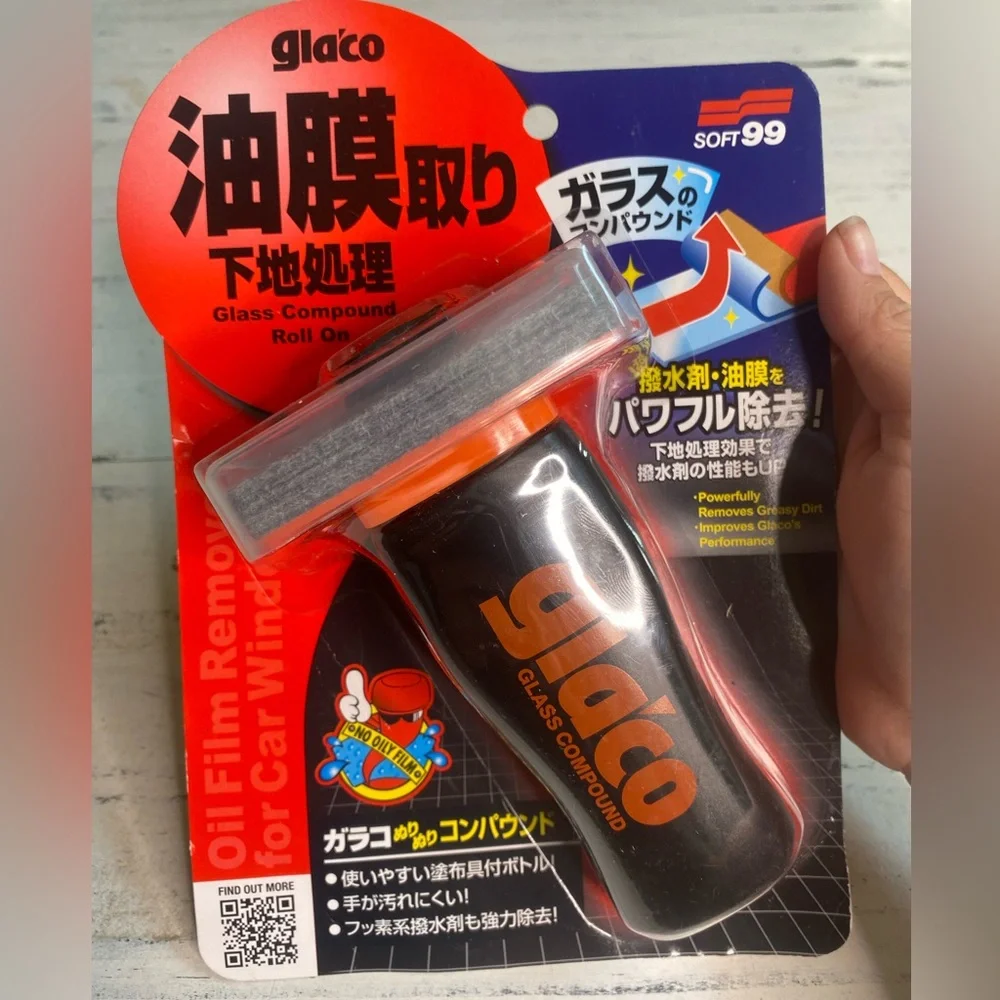 glaco
油膜取り
下地処理
Glass Compound
Roll On
SOFT99
ガラスの
コンパウンド
撥水剤・油膜を
パワフル除去!
下地処理効果で
撥水剤の性能もUP
・Powerfully
Removes Greasy Dirt
・Improves Glaco's
Performance
glaco
GLASS COMPOUND
Oil Film Remov
for Car Wind
NO OILY FILM
ガラコぬりぬりコンパウンド
●使いやすい塗布具付ボトル!
●手が汚れにくい!
●フッ素系撥水剤も強力除去!
FIND OUT MORE